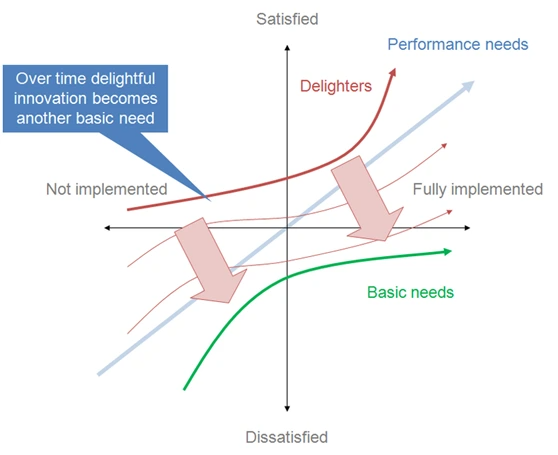 Satisfied
Performance needs
Over time delightful
innovation becomes
another basic need
Delighters
Not implemented
Fully implemented
Basic needs
Dissatisfied